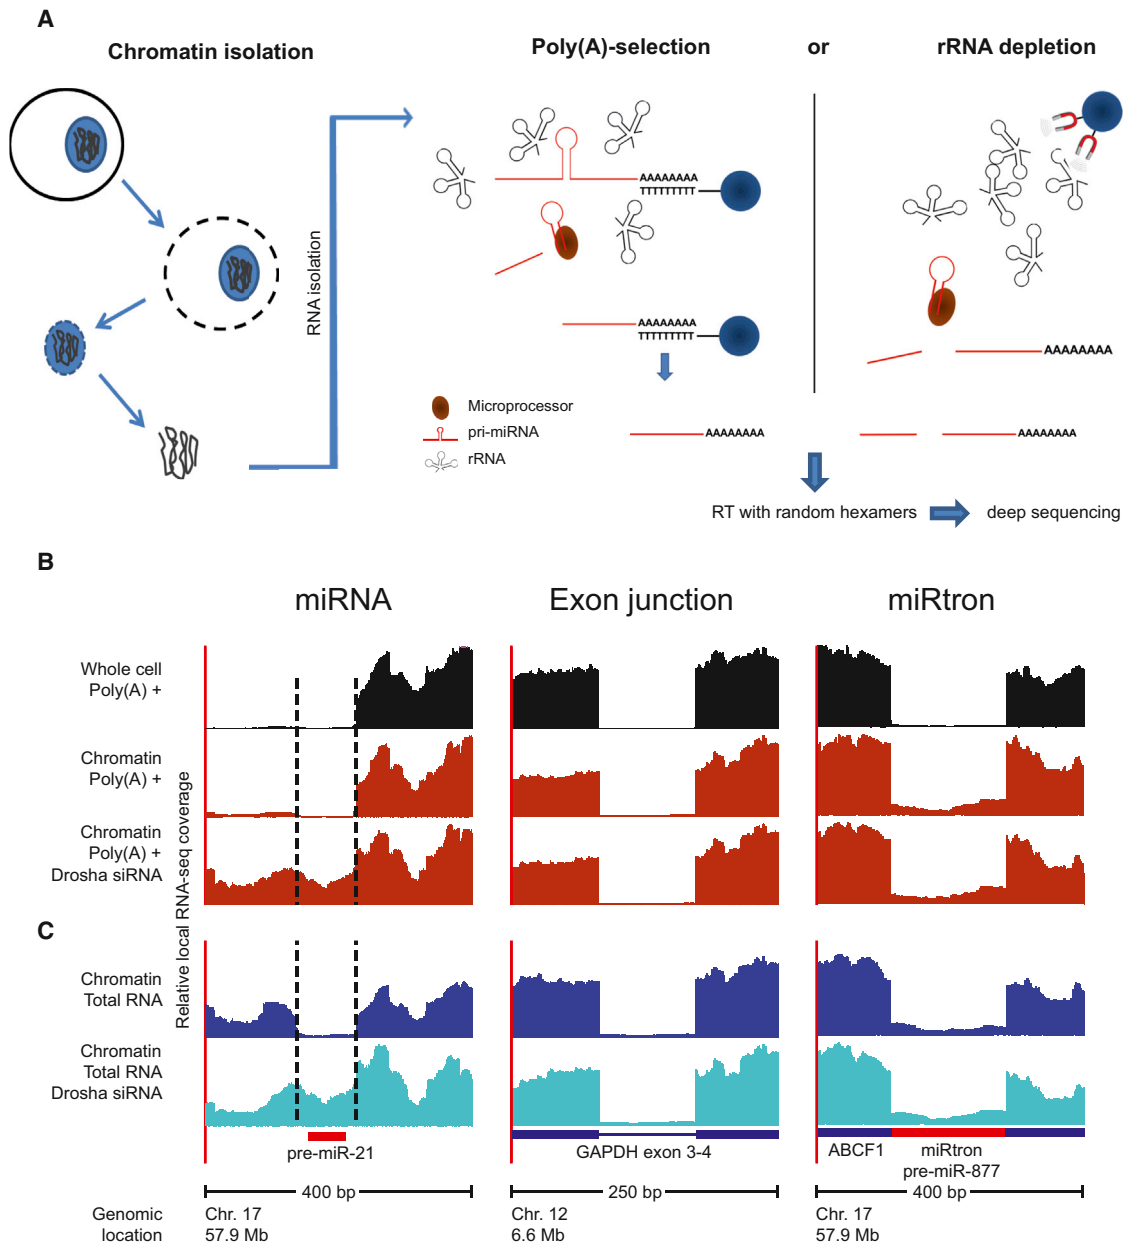 A
Chromatin isolation
Poly(A)-selection
or
rRNA depletion
RNA isolation
AAAAAAAA
TTTTTTTTT
AAAAAAAA
TTTTTTTTT
AAAAAAAA
Microprocessor
pri-miRNA
rRNA
AAAAAAAA
AAAAAAAA
RT with random hexamers
deep sequencing
B
miRNA
Exon junction
miRtron
Whole cell
Poly(A) +
Chromatin
Poly(A) +
Chromatin
Poly(A) +
Drosha siRNA
Relative local RNA-seq coverage
C
Chromatin
Total RNA
Chromatin
Total RNA
Drosha siRNA
pre-miR-21
GAPDH exon 3-4
ABCF1
miRtron
pre-miR-877
400 bp
250 bp
400 bp
Genomic
location
Chr. 17
57.9 Mb
Chr. 12
6.6 Mb
Chr. 17
57.9 Mb